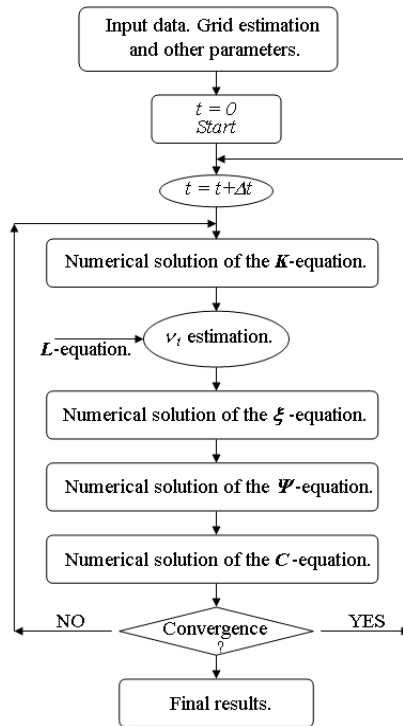 Input data. Grid estimation
and other parameters.
t = 0
Start
t = t+Δt
Numerical solution of the K-equation.
L-equation.
ν_t estimation.
Numerical solution of the ξ-equation.
Numerical solution of the Ψ-equation.
Numerical solution of the C-equation.
NO
Convergence
?
YES
Final results.